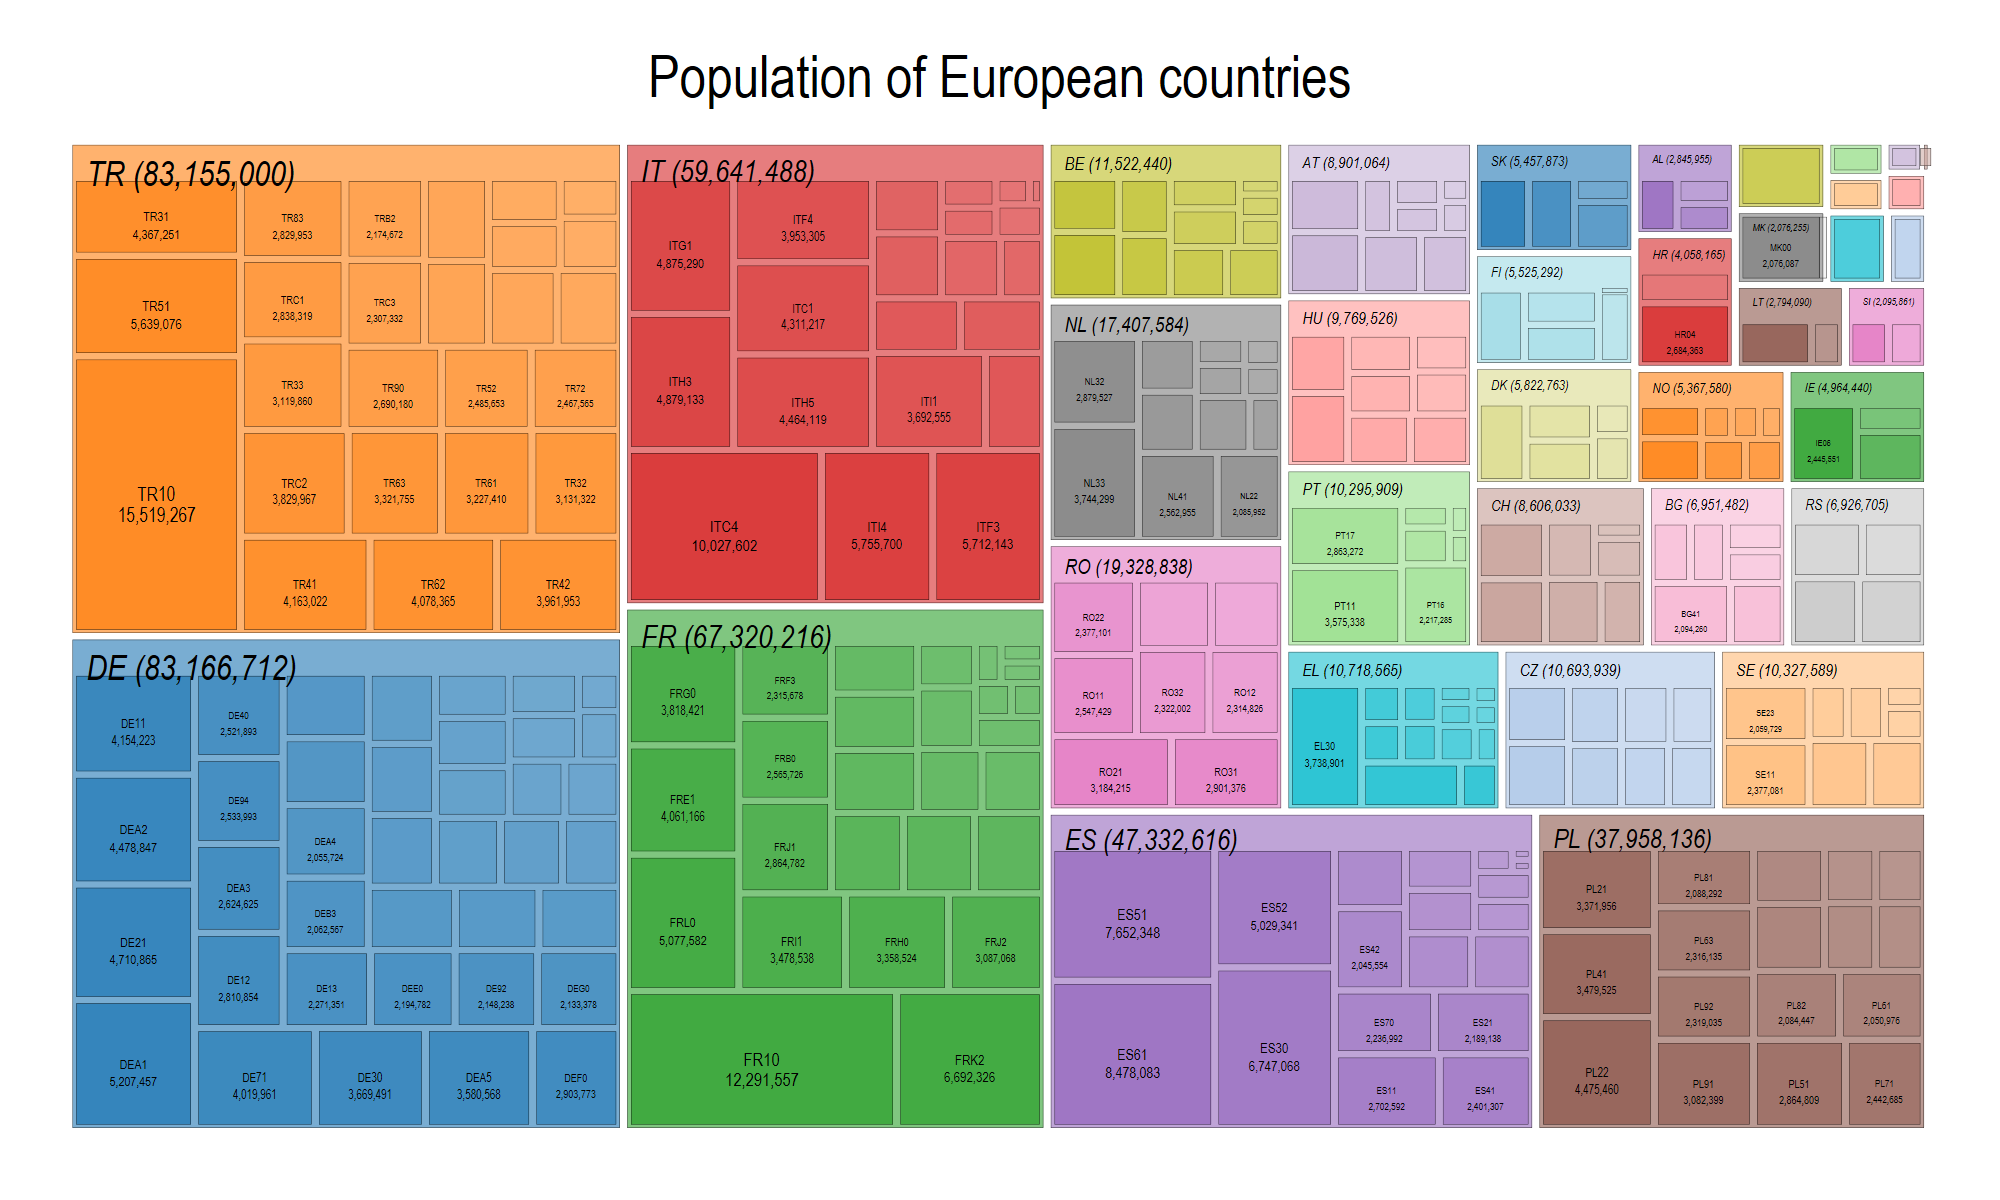 Population of European countries
TR (83,155,000)
TR31
4,367,251
TR83
2,829,953
TRB2
2,174,672
TR51
5,639,076
TRC1
2,838,319
TRC3
2,307,332
TR33
3,119,860
TR90
2,690,180
TR52
2,485,653
TR72
2,467,565
TR10
15,519,267
TRC2
3,829,967
TR63
3,321,755
TR61
3,227,410
TR32
3,131,322
TR41
4,163,022
TR62
4,078,365
TR42
3,961,953
DE (83,166,712)
DE11
4,154,223
DE40
2,521,893
DEA2
4,478,847
DE94
2,533,993
DEA4
2,055,724
DE21
4,710,865
DEA3
2,624,625
DEB3
2,062,567
DE12
2,810,854
DE13
2,271,351
DEE0
2,194,782
DE92
2,148,238
DEG0
2,133,378
DEA1
5,207,457
DE71
4,019,961
DE30
3,669,491
DEA5
3,580,568
DEF0
2,903,773
IT (59,641,488)
ITG1
4,875,290
ITF4
3,953,305
ITC1
4,311,217
ITH3
4,879,133
ITH5
4,464,119
ITI1
3,692,555
ITC4
10,027,602
ITI4
5,755,700
ITF3
5,712,143
FR (67,320,216)
FRG0
3,818,421
FRF3
2,315,678
FRB0
2,565,726
FRE1
4,061,166
FRJ1
2,864,782
FRL0
5,077,582
FRI1
3,478,538
FRH0
3,358,524
FRJ2
3,087,068
FR10
12,291,557
FRK2
6,692,326
BE (11,522,440)
NL (17,407,584)
NL32
2,879,527
NL33
3,744,299
NL41
2,562,955
NL22
2,085,952
RO (19,328,838)
RO22
2,377,101
RO11
2,547,429
RO32
2,322,002
RO12
2,314,826
RO21
3,184,215
RO31
2,901,376
AT (8,901,064)
HU (9,769,526)
PT (10,295,909)
PT17
2,863,272
PT11
3,575,338
PT16
2,217,285
EL (10,718,565)
EL30
3,738,901
CZ (10,693,939)
SE (10,327,589)
SE23
2,059,729
SE11
2,377,081
SK (5,457,873)
FI (5,525,292)
DK (5,822,763)
CH (8,606,033)
BG (6,951,482)
BG41
2,094,260
RS (6,926,705)
AL (2,845,955)
HR (4,058,165)
HR04
2,684,363
MK (2,076,255)
MK00
2,076,087
LT (2,794,090)
SI (2,095,861)
NO (5,367,580)
IE (4,964,440)
IE06
2,445,551
ES (47,332,616)
ES51
7,652,348
ES52
5,029,341
ES42
2,045,554
ES61
8,478,083
ES30
6,747,068
ES70
2,236,992
ES21
2,189,138
ES11
2,702,592
ES41
2,401,307
PL (37,958,136)
PL21
3,371,956
PL81
2,088,292
PL63
2,316,135
PL41
3,479,525
PL92
2,319,035
PL82
2,084,447
PL61
2,050,976
PL22
4,475,460
PL91
3,082,399
PL51
2,864,809
PL71
2,442,685